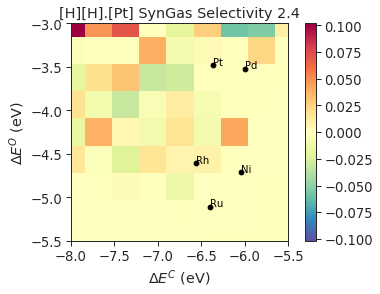 [H][H].[Pt] SynGas Selectivity 2.4
−3.0
−3.5
−4.0
−4.5
−5.0
−5.5
ΔE^O (eV)
−8.0 −7.5 −7.0 −6.5 −6.0 −5.5
ΔE^C (eV)
Pt
Pd
Rh
Ni
Ru
0.100
0.075
0.050
0.025
0.000
−0.025
−0.050
−0.075
−0.100